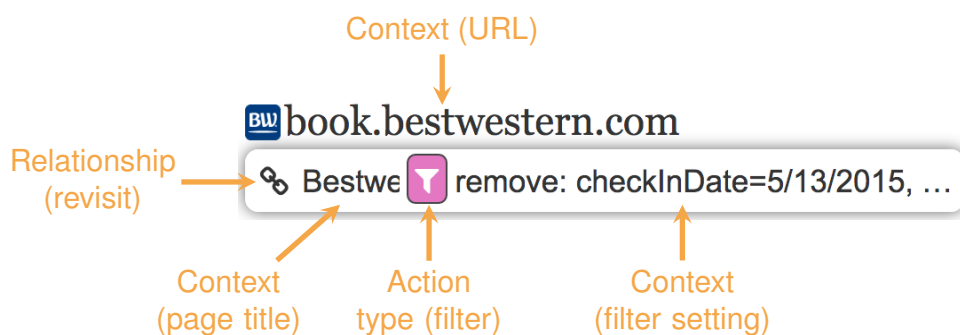 Context (URL)
BW book.bestwestern.com
Relationship
(revisit)
Bestwe remove: checkInDate=5/13/2015, ...
Context
(page title)
Action
type (filter)
Context
(filter setting)